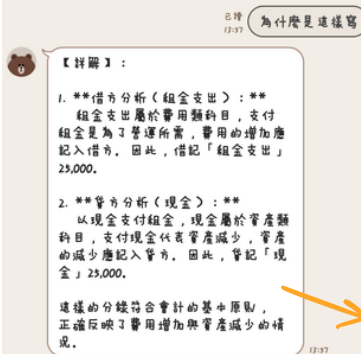 為什麼是這樣寫
已讀
13:57
【詳解】:
1. **借方分析(租金支出):**
租金支出屬於費用類科目,支付
租金是為了營運所需,費用的增加應
記入借方。因此,借記「租金支出」
25,000。
2. **貸方分析(現金):**
以現金支付租金,現金屬於資產類
科目,支付現金代表資產減少,資產
的減少應記入貸方。因此,貸記「現
金」25,000。
這樣的分錄符合會計的基本原則,
正確反映了費用增加與資產減少的情
況。
13:57